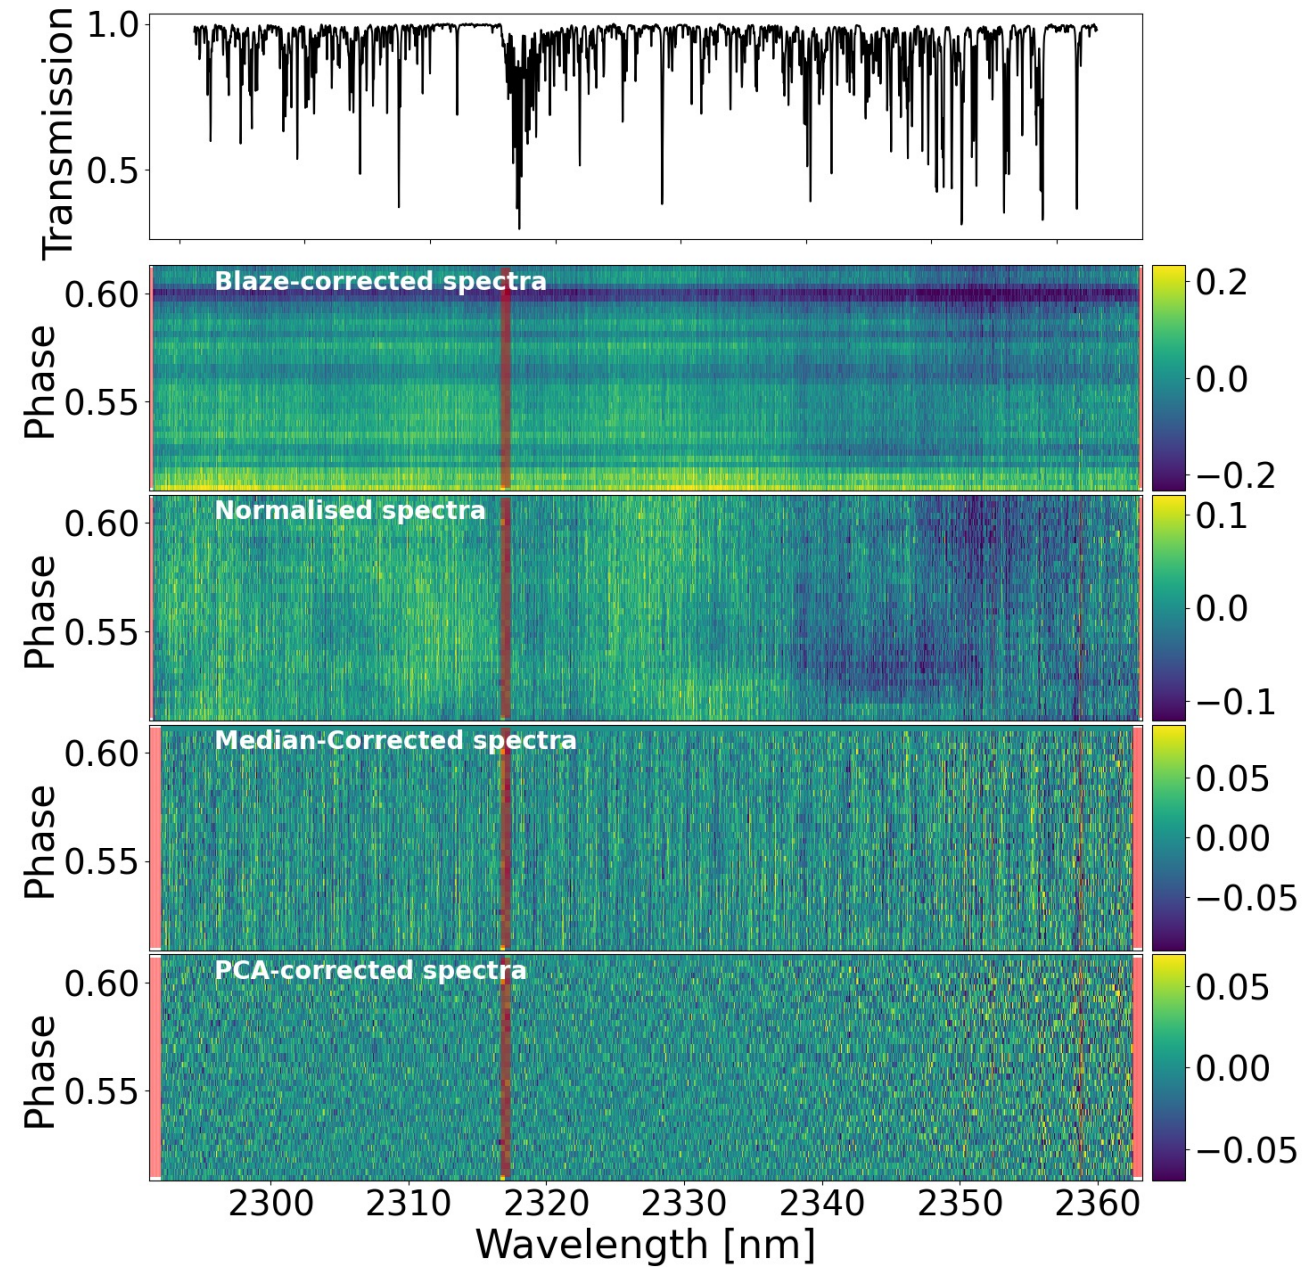 Transmission
1.0
0.5
Blaze-corrected spectra
Phase
0.60
0.55
0.2
0.0
−0.2
Normalised spectra
Phase
0.60
0.55
0.1
0.0
−0.1
Median-Corrected spectra
Phase
0.60
0.55
0.05
0.00
−0.05
PCA-corrected spectra
Phase
0.60
0.55
0.05
0.00
−0.05
2300 2310 2320 2330 2340 2350 2360
Wavelength [nm]